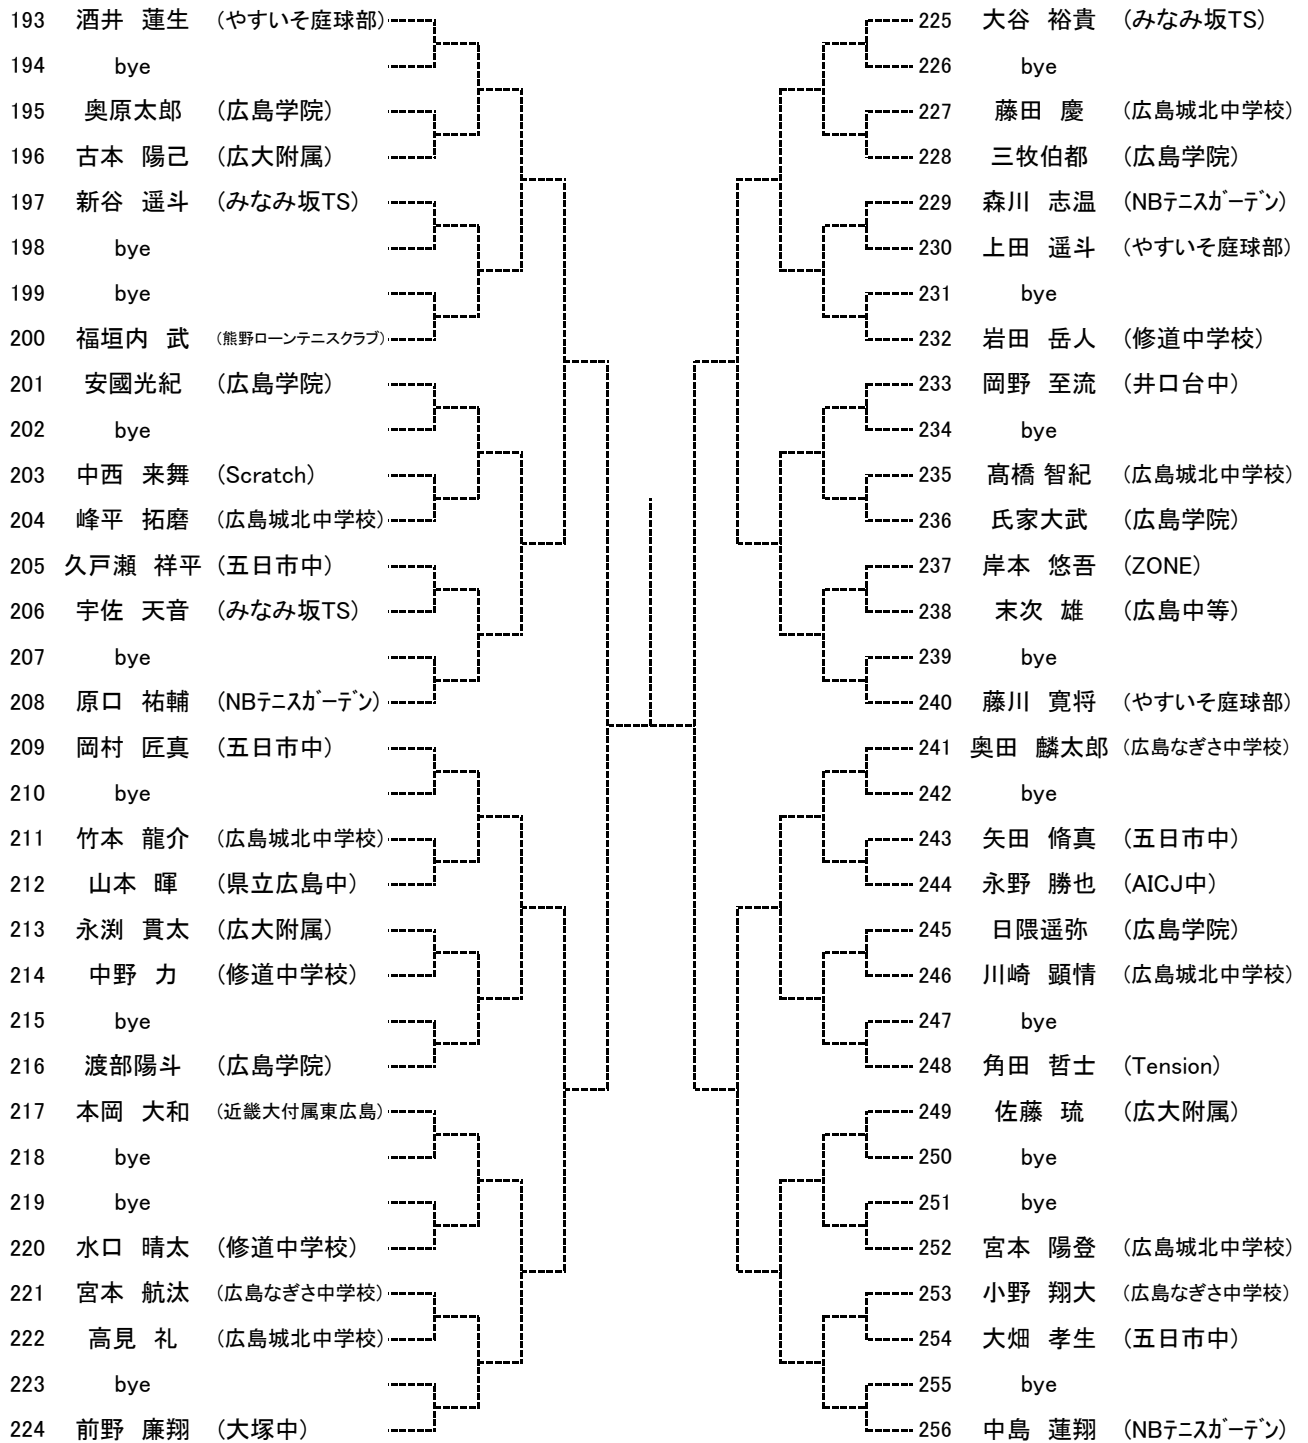 193 酒井 蓮生 (やすいそ庭球部)
194 bye
195 奥原太郎 (広島学院)
196 古本 陽己 (広大附属)
197 新谷 遥斗 (みなみ坂TS)
198 bye
199 bye
200 福垣内 武 (熊野ローンテニスクラブ)
201 安國光紀 (広島学院)
202 bye
203 中西 来舞 (Scratch)
204 峰平 拓磨 (広島城北中学校)
205 久戸瀬 祥平 (五日市中)
206 宇佐 天音 (みなみ坂TS)
207 bye
208 原口 祐輔 (NBテニスガーデン)
209 岡村 匠真 (五日市中)
210 bye
211 竹本 龍介 (広島城北中学校)
212 山本 暉 (県立広島中)
213 永渕 貫太 (広大附属)
214 中野 力 (修道中学校)
215 bye
216 渡部陽斗 (広島学院)
217 本岡 大和 (近畿大付属東広島)
218 bye
219 bye
220 水口 晴太 (修道中学校)
221 宮本 航汰 (広島なぎさ中学校)
222 高見 礼 (広島城北中学校)
223 bye
224 前野 廉翔 (大塚中)
225 大谷 裕貴 (みなみ坂TS)
226 bye
227 藤田 慶 (広島城北中学校)
228 三牧伯都 (広島学院)
229 森川 志温 (NBテニスガーデン)
230 上田 遥斗 (やすいそ庭球部)
231 bye
232 岩田 岳人 (修道中学校)
233 岡野 至流 (井口台中)
234 bye
235 髙橋 智紀 (広島城北中学校)
236 氏家大武 (広島学院)
237 岸本 悠吾 (ZONE)
238 末次 雄 (広島中等)
239 bye
240 藤川 寛将 (やすいそ庭球部)
241 奥田 麟太郎 (広島なぎさ中学校)
242 bye
243 矢田 脩真 (五日市中)
244 永野 勝也 (AICJ中)
245 日隈遥弥 (広島学院)
246 川崎 顕情 (広島城北中学校)
247 bye
248 角田 哲士 (Tension)
249 佐藤 琉 (広大附属)
250 bye
251 bye
252 宮本 陽登 (広島城北中学校)
253 小野 翔大 (広島なぎさ中学校)
254 大畑 孝生 (五日市中)
255 bye
256 中島 蓮翔 (NBテニスガーデン)